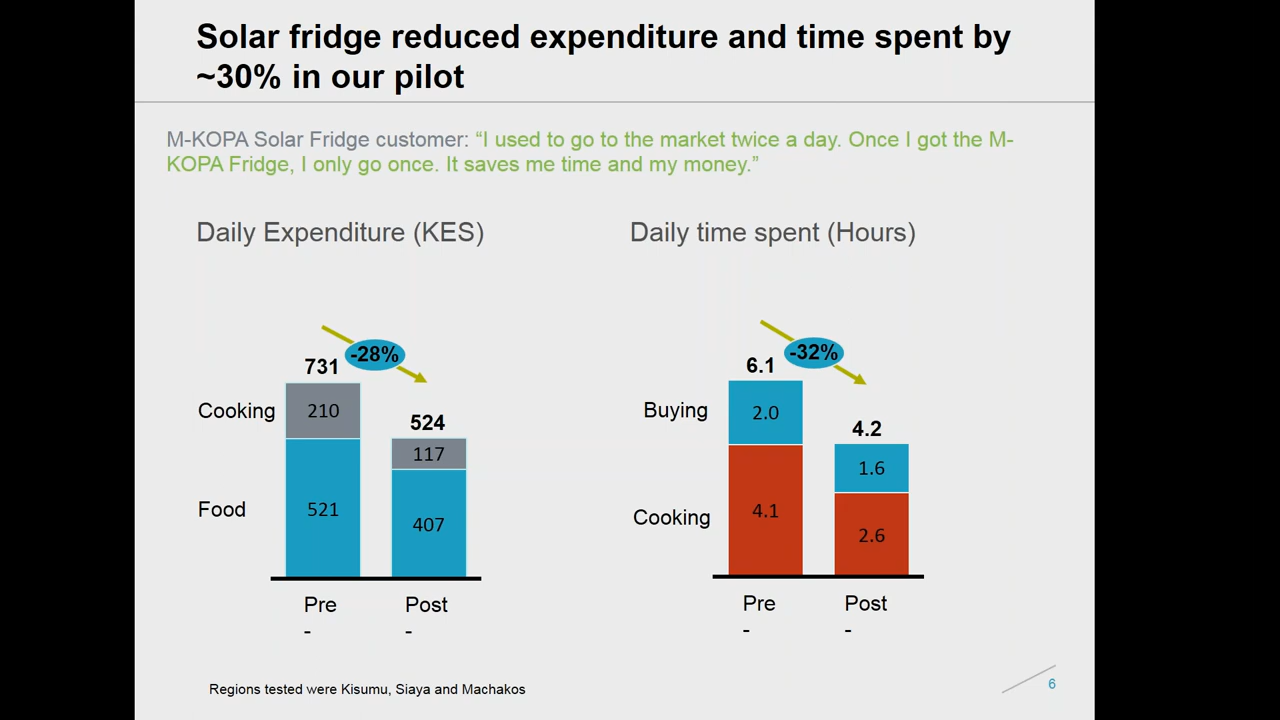 Solar fridge reduced expenditure and time spent by
~30% in our pilot
M-KOPA Solar Fridge customer: “I used to go to the market twice a day. Once I got the M-
KOPA Fridge, I only go once. It saves me time and my money.”
Daily Expenditure (KES)
-28%
731
Cooking
210
524
117
Food
521
407
Pre
-
Post
-
Daily time spent (Hours)
-32%
6.1
Buying
2.0
4.2
1.6
Cooking
4.1
2.6
Pre
-
Post
-
Regions tested were Kisumu, Siaya and Machakos
6